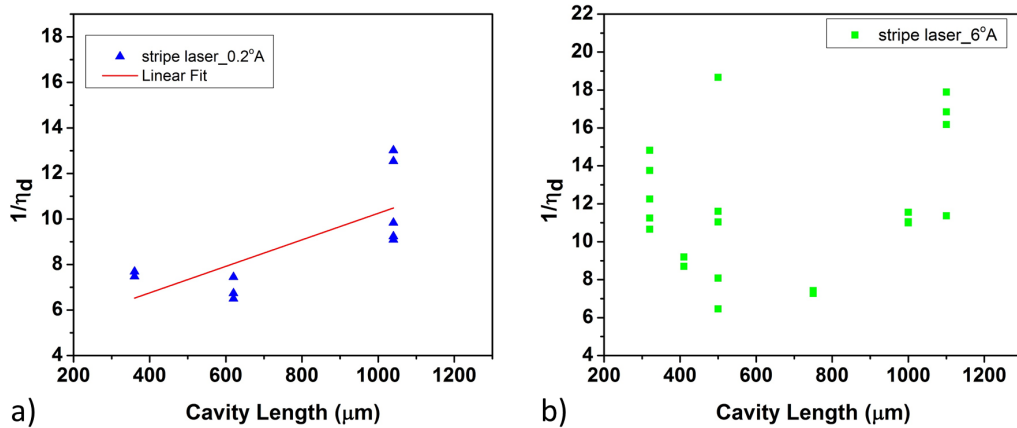 18
16
14
12
10
8
6
4
1/ηd
stripe laser_0.2°A
Linear Fit
200 400 600 800 1000 1200
Cavity Length (μm)
a)
22
20
18
16
14
12
10
8
6
4
1/ηd
stripe laser_6°A
200 400 600 800 1000 1200
Cavity Length (μm)
b)